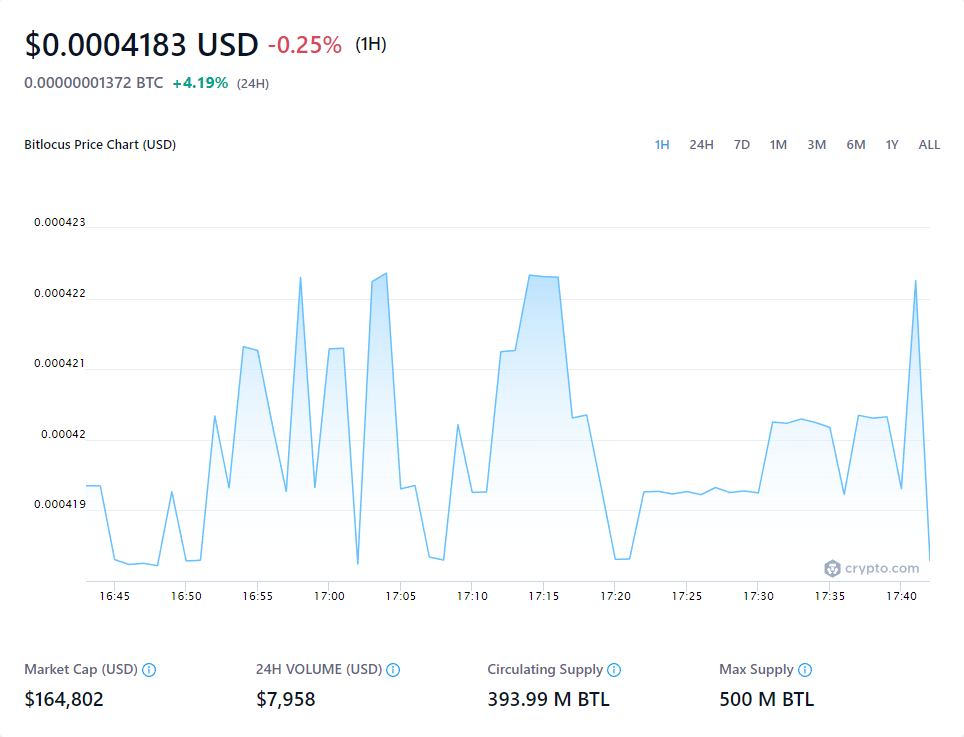 $0.0004183 USD -0.25% (1H)
0.00000001372 BTC +4.19% (24H)
Bitlocus Price Chart (USD) 1H 24H 7D 1M 3M 6M 1Y ALL
0.000423
0.000422
0.000421
0.00042
0.000419
crypto.com
16:45 16:50 16:55 17:00 17:05 17:10 17:15 17:20 17:25 17:30 17:35 17:40
Market Cap (USD) 24H VOLUME (USD) Circulating Supply Max Supply
$164,802 $7,958 393.99 M BTL 500 M BTL